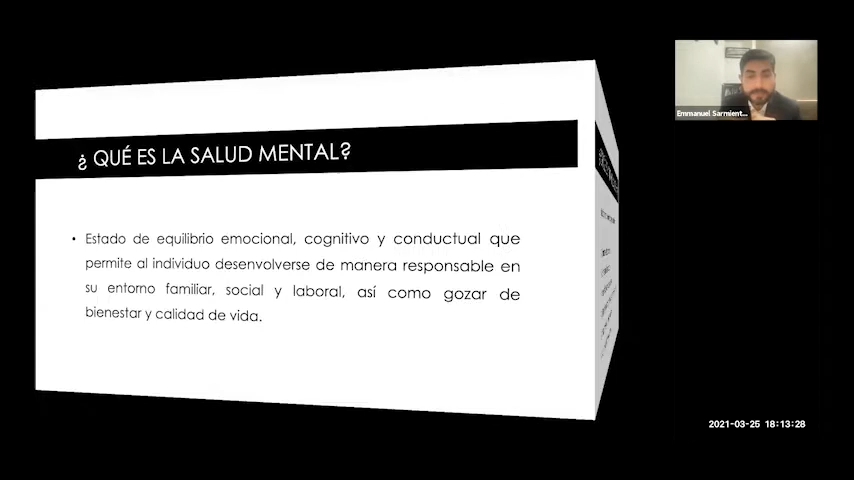 ¿ QUÉ ES LA SALUD MENTAL?
• Estado de equilibrio emocional, cognitivo y conductual que
permite al individuo desenvolverse de manera responsable en
su entorno familiar, social y laboral, así como gozar de
bienestar y calidad de vida.
Emmanuel Sarmient...
2021-03-25 18:13:28